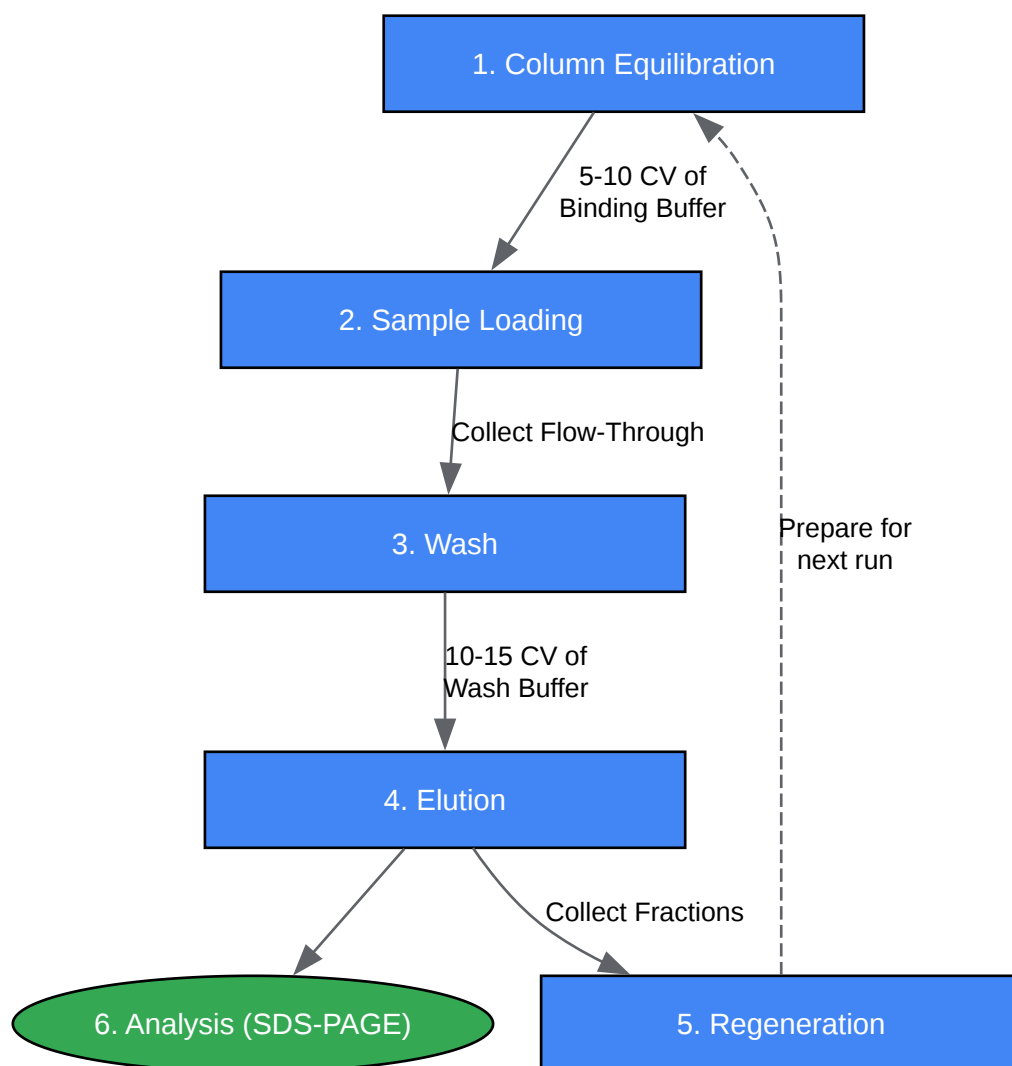 1. Column Equilibration
5-10 CV of
Binding Buffer
2. Sample Loading
Collect Flow-Through
3. Wash
Prepare for
next run
10-15 CV of
Wash Buffer
4. Elution
Collect Fractions
6. Analysis (SDS-PAGE)
5. Regeneration